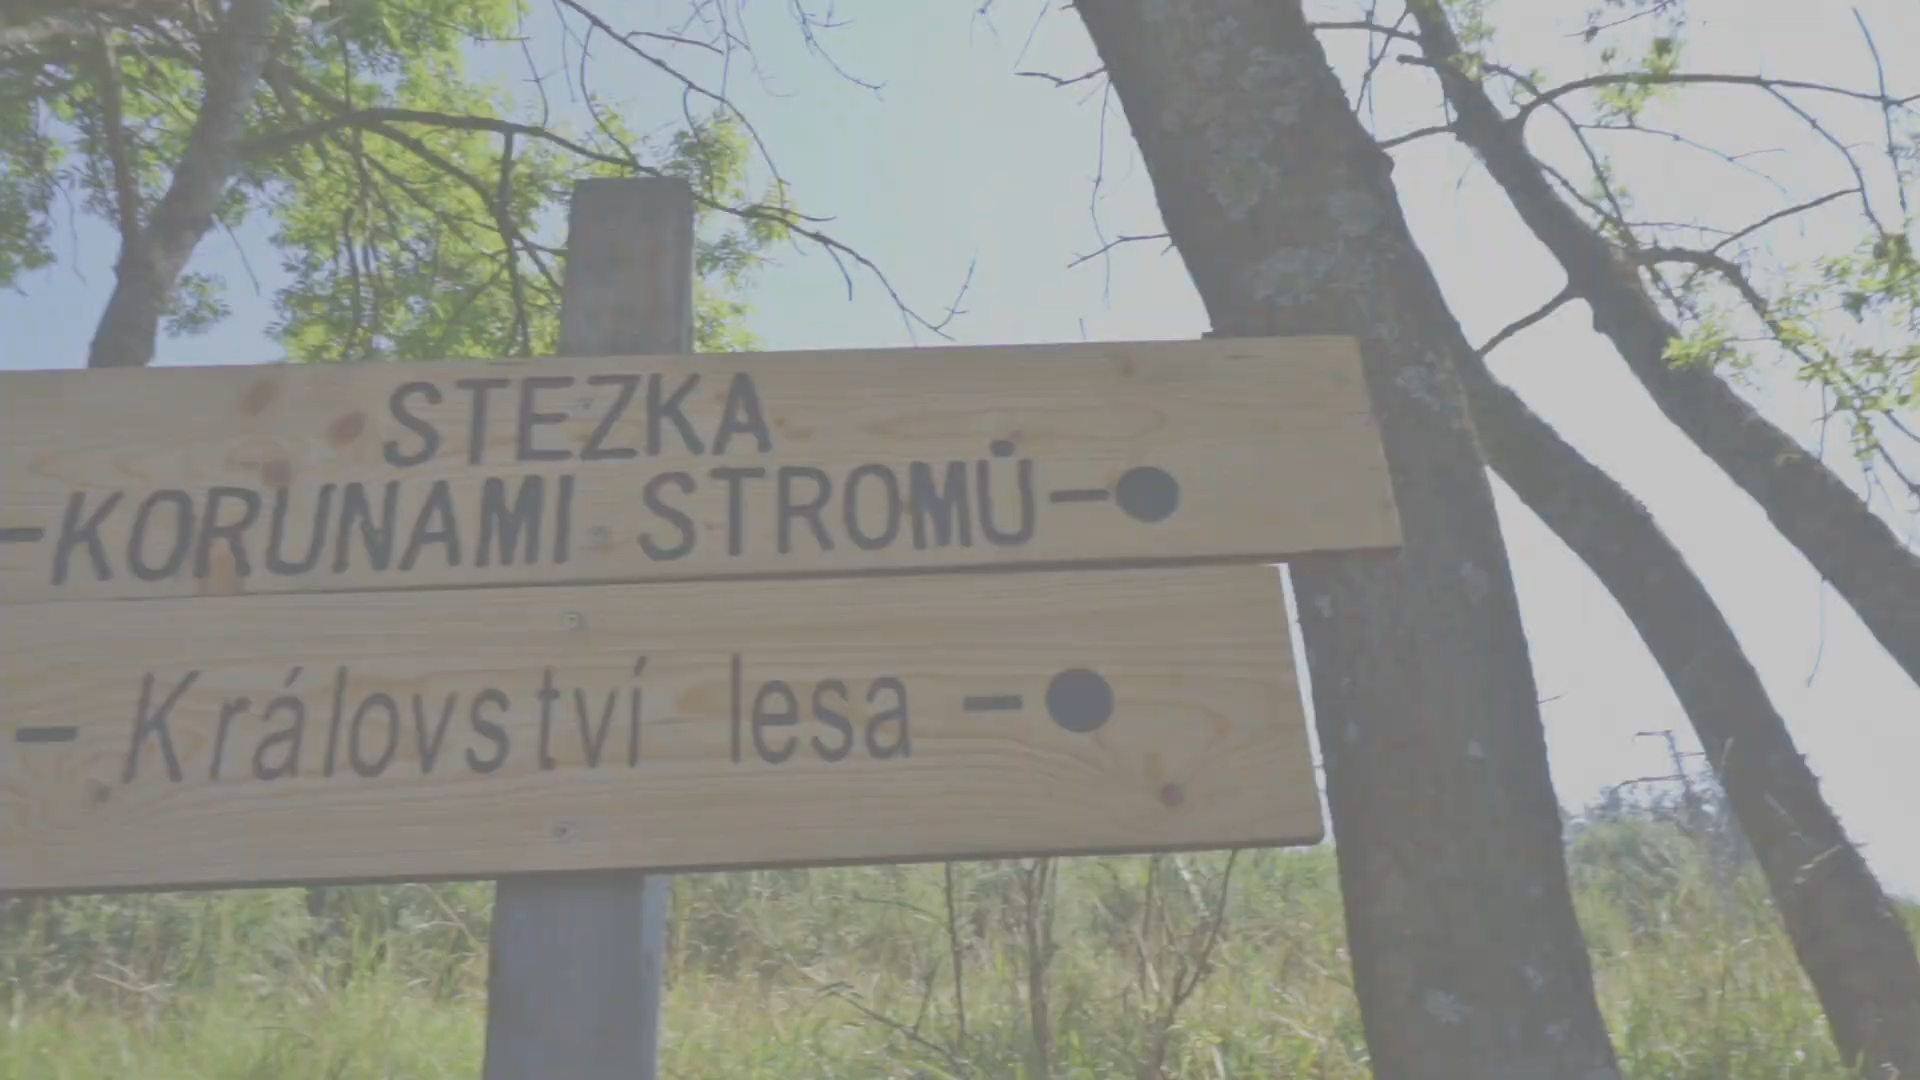 STEZKA
-KORUNAMI STROMŮ-●
- Království lesa -●